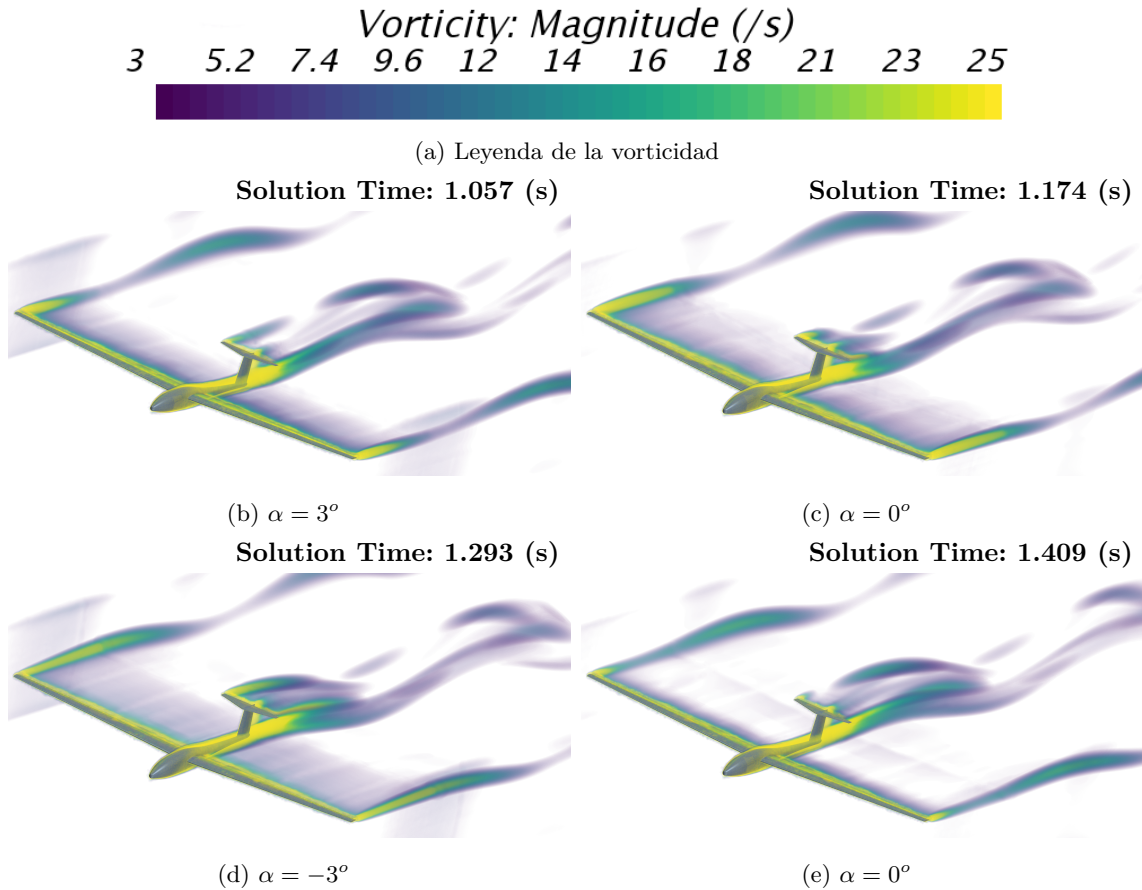 Vorticity: Magnitude (/s)
3 5.2 7.4 9.6 12 14 16 18 21 23 25
(a) Leyenda de la vorticidad
Solution Time: 1.057 (s)
Solution Time: 1.174 (s)
(b) α = 3º
(c) α = 0º
Solution Time: 1.293 (s)
Solution Time: 1.409 (s)
(d) α = −3º
(e) α = 0º